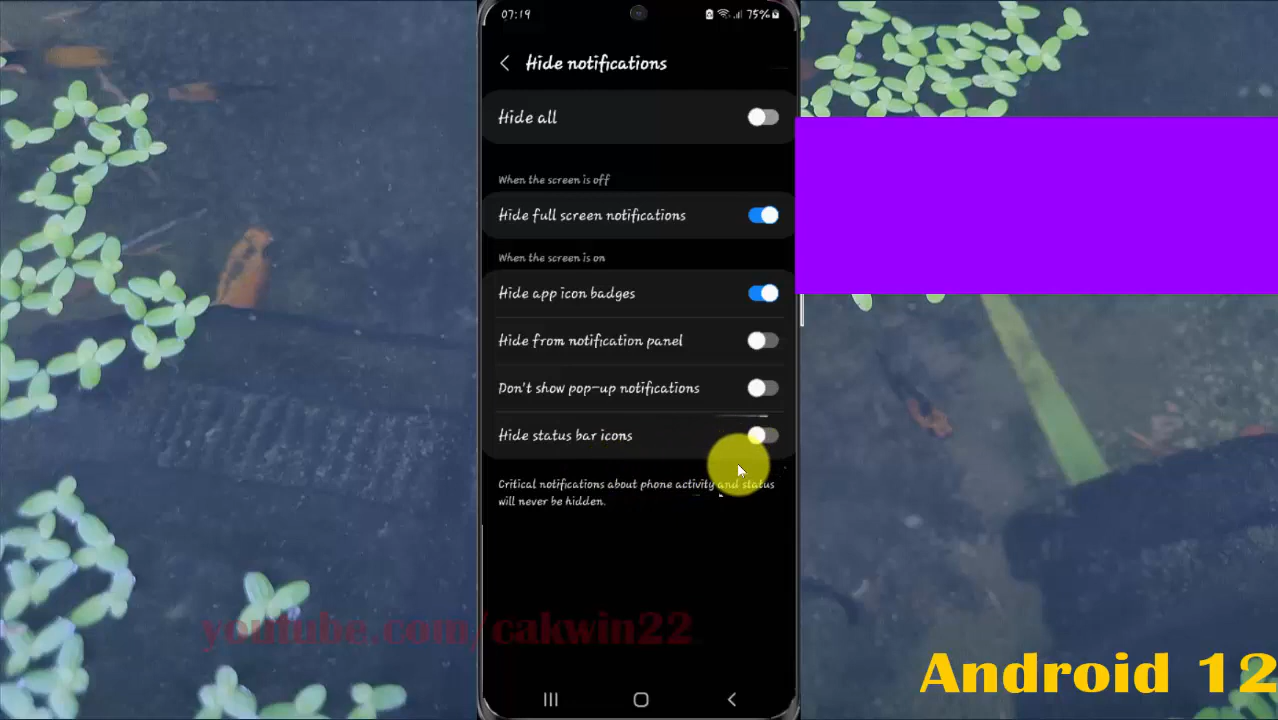 07:19
75%
Hide notifications
Hide all
When the screen is off
Hide full screen notifications
When the screen is on
Hide app icon badges
Hide from notification panel
Don't show pop-up notifications
Hide status bar icons
Critical notifications about phone activity and status
will never be hidden.
youtube.com/cakwin22
Android 12